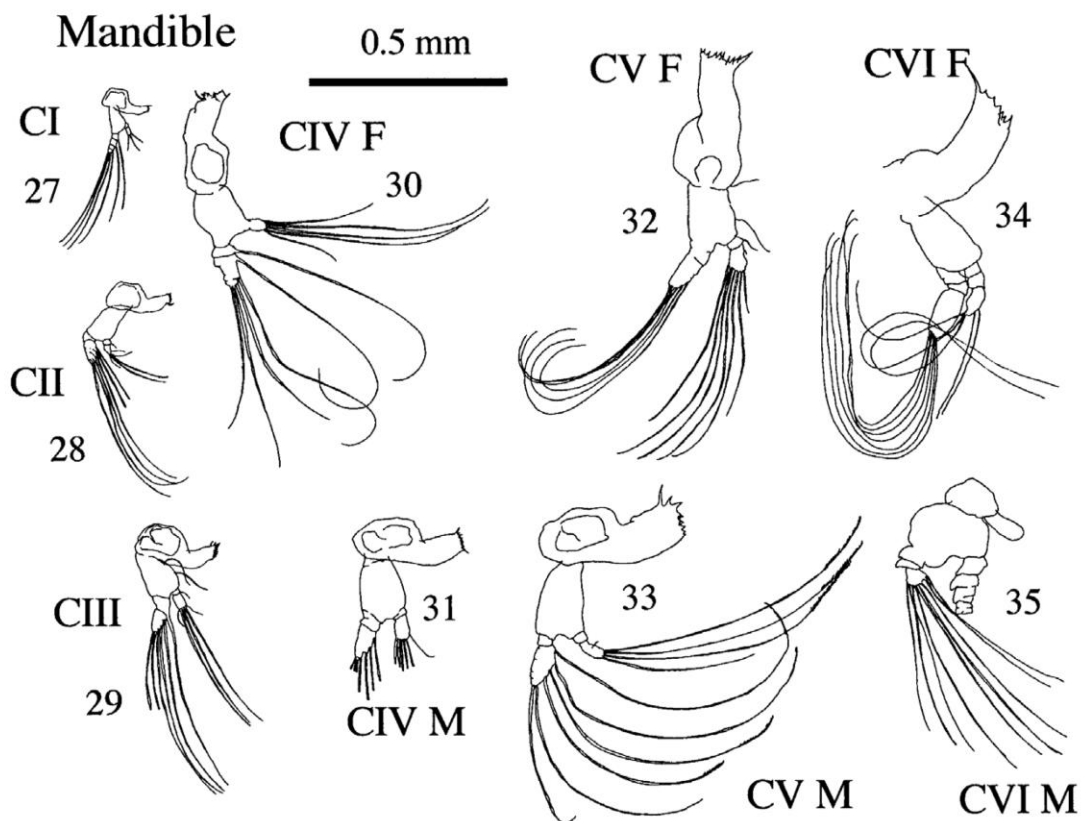 Mandible
0.5 mm
CI
27
CIV F
30
CV F
32
CVI F
34
CII
28
CIII
29
31
CIV M
33
CV M
35
CVI M